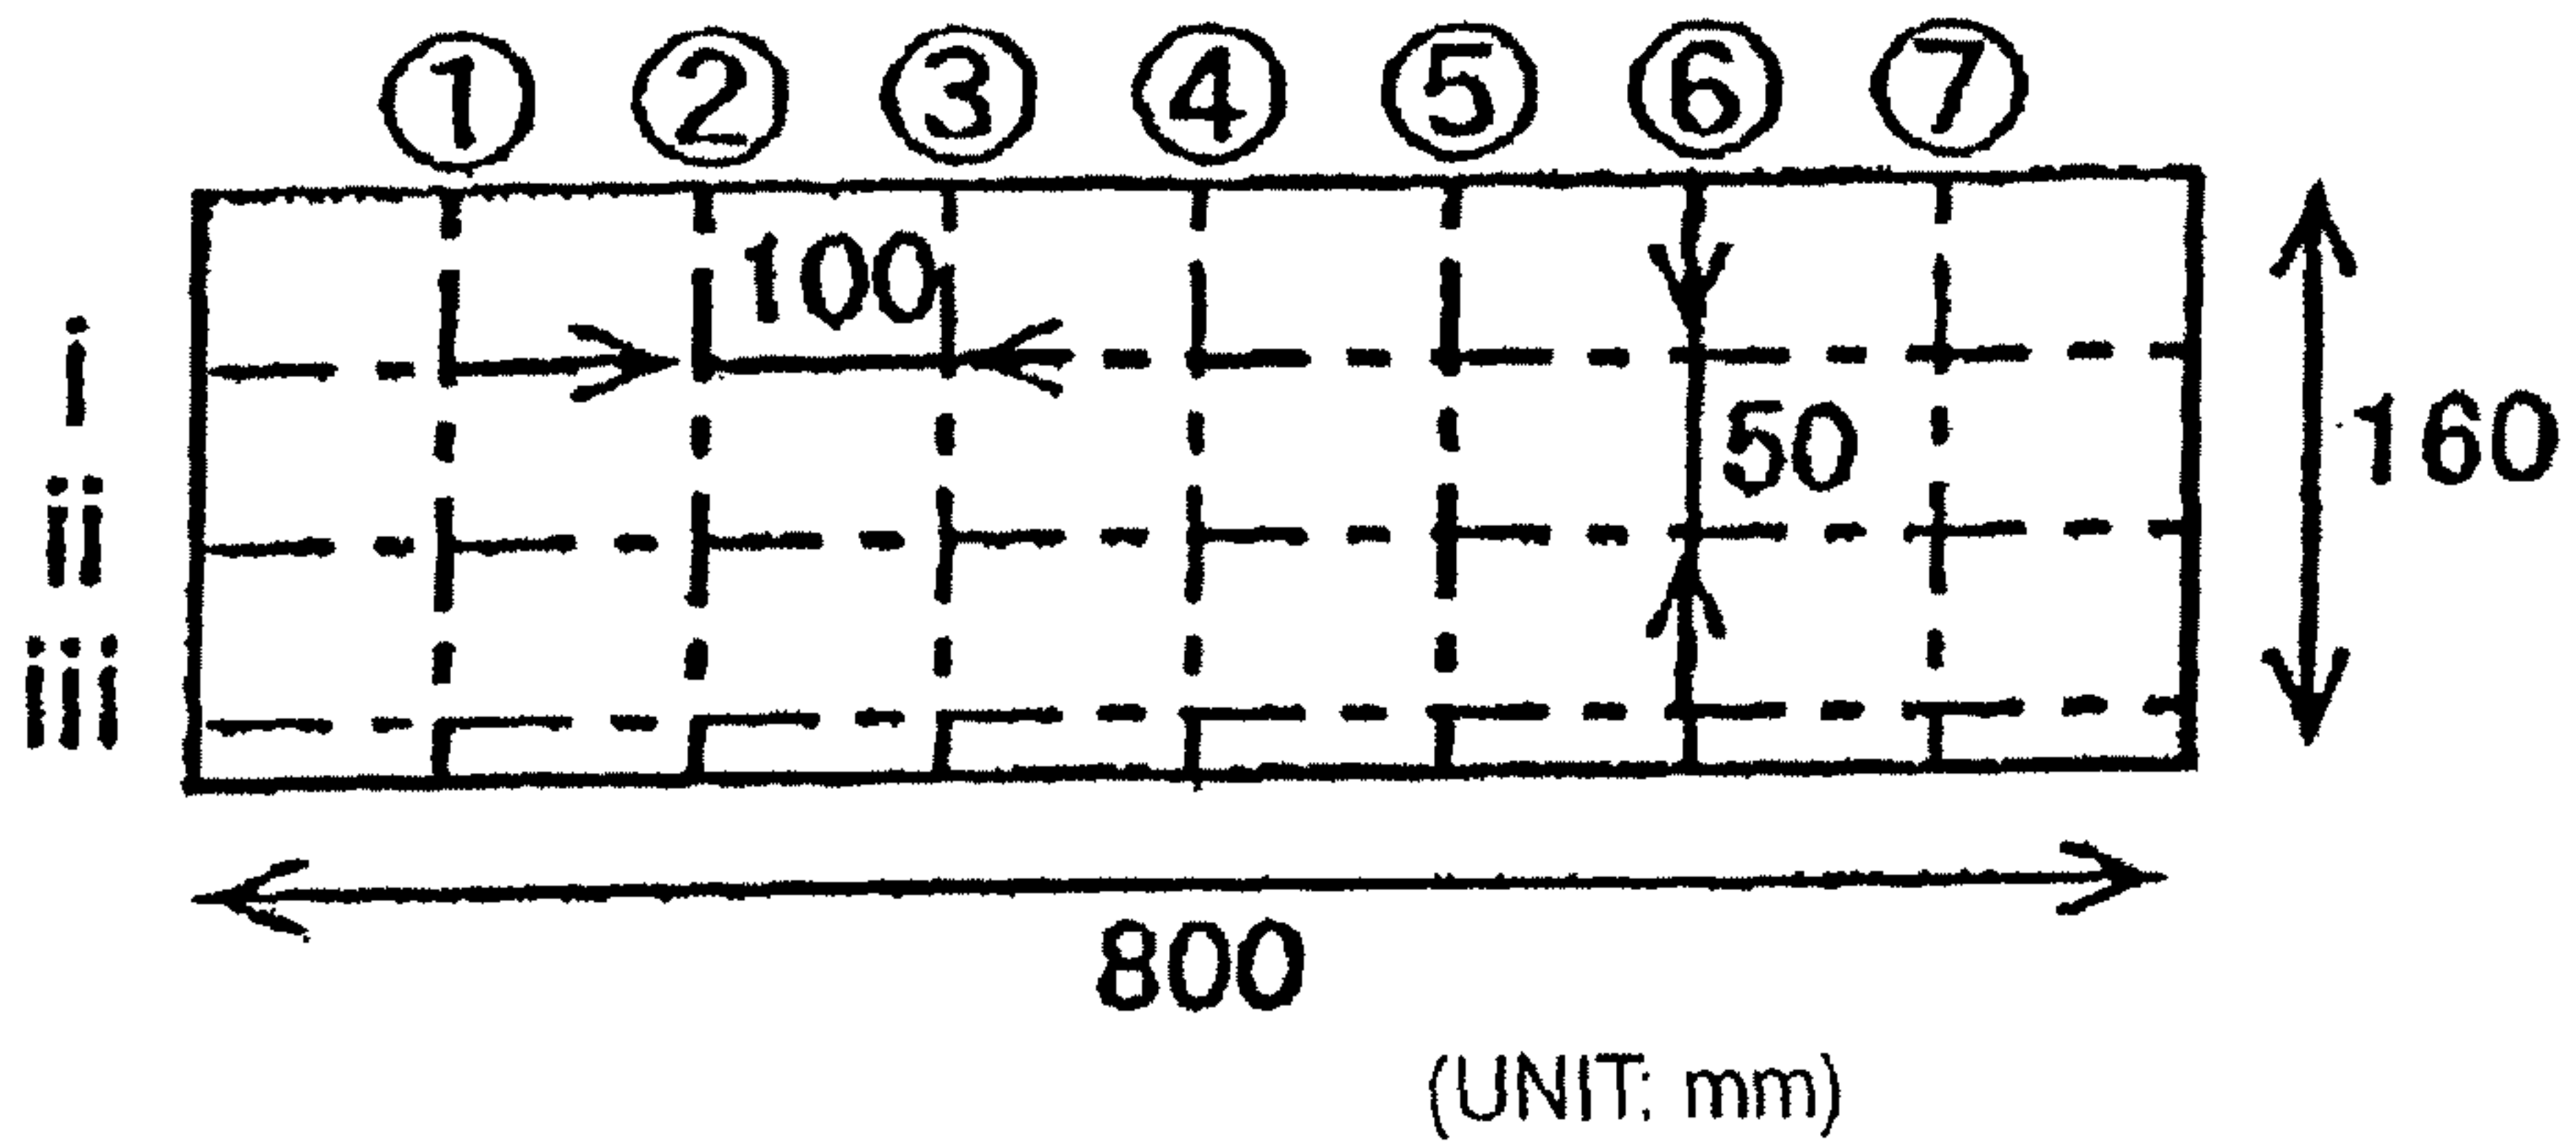 ① ② ③ ④ ⑤ ⑥ ⑦
100
i
50
160
ii
iii
800
(UNIT: mm)